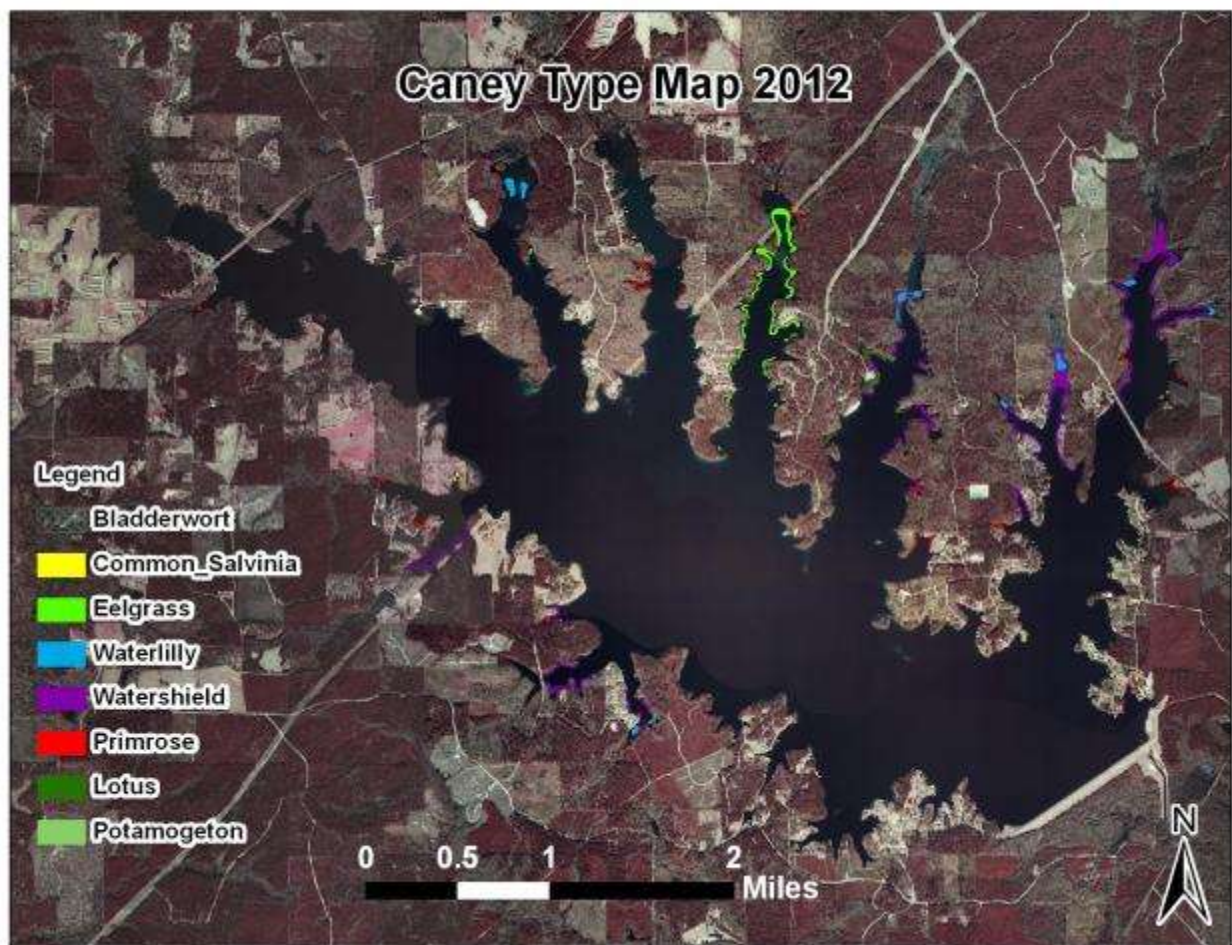 Caney Type Map 2012
Legend
Bladderwort
Common_Salvinia
Eelgrass
Waterlilly
Watershield
Primrose
Lotus
Potamogeton
0 0.5 1 2
Miles
N